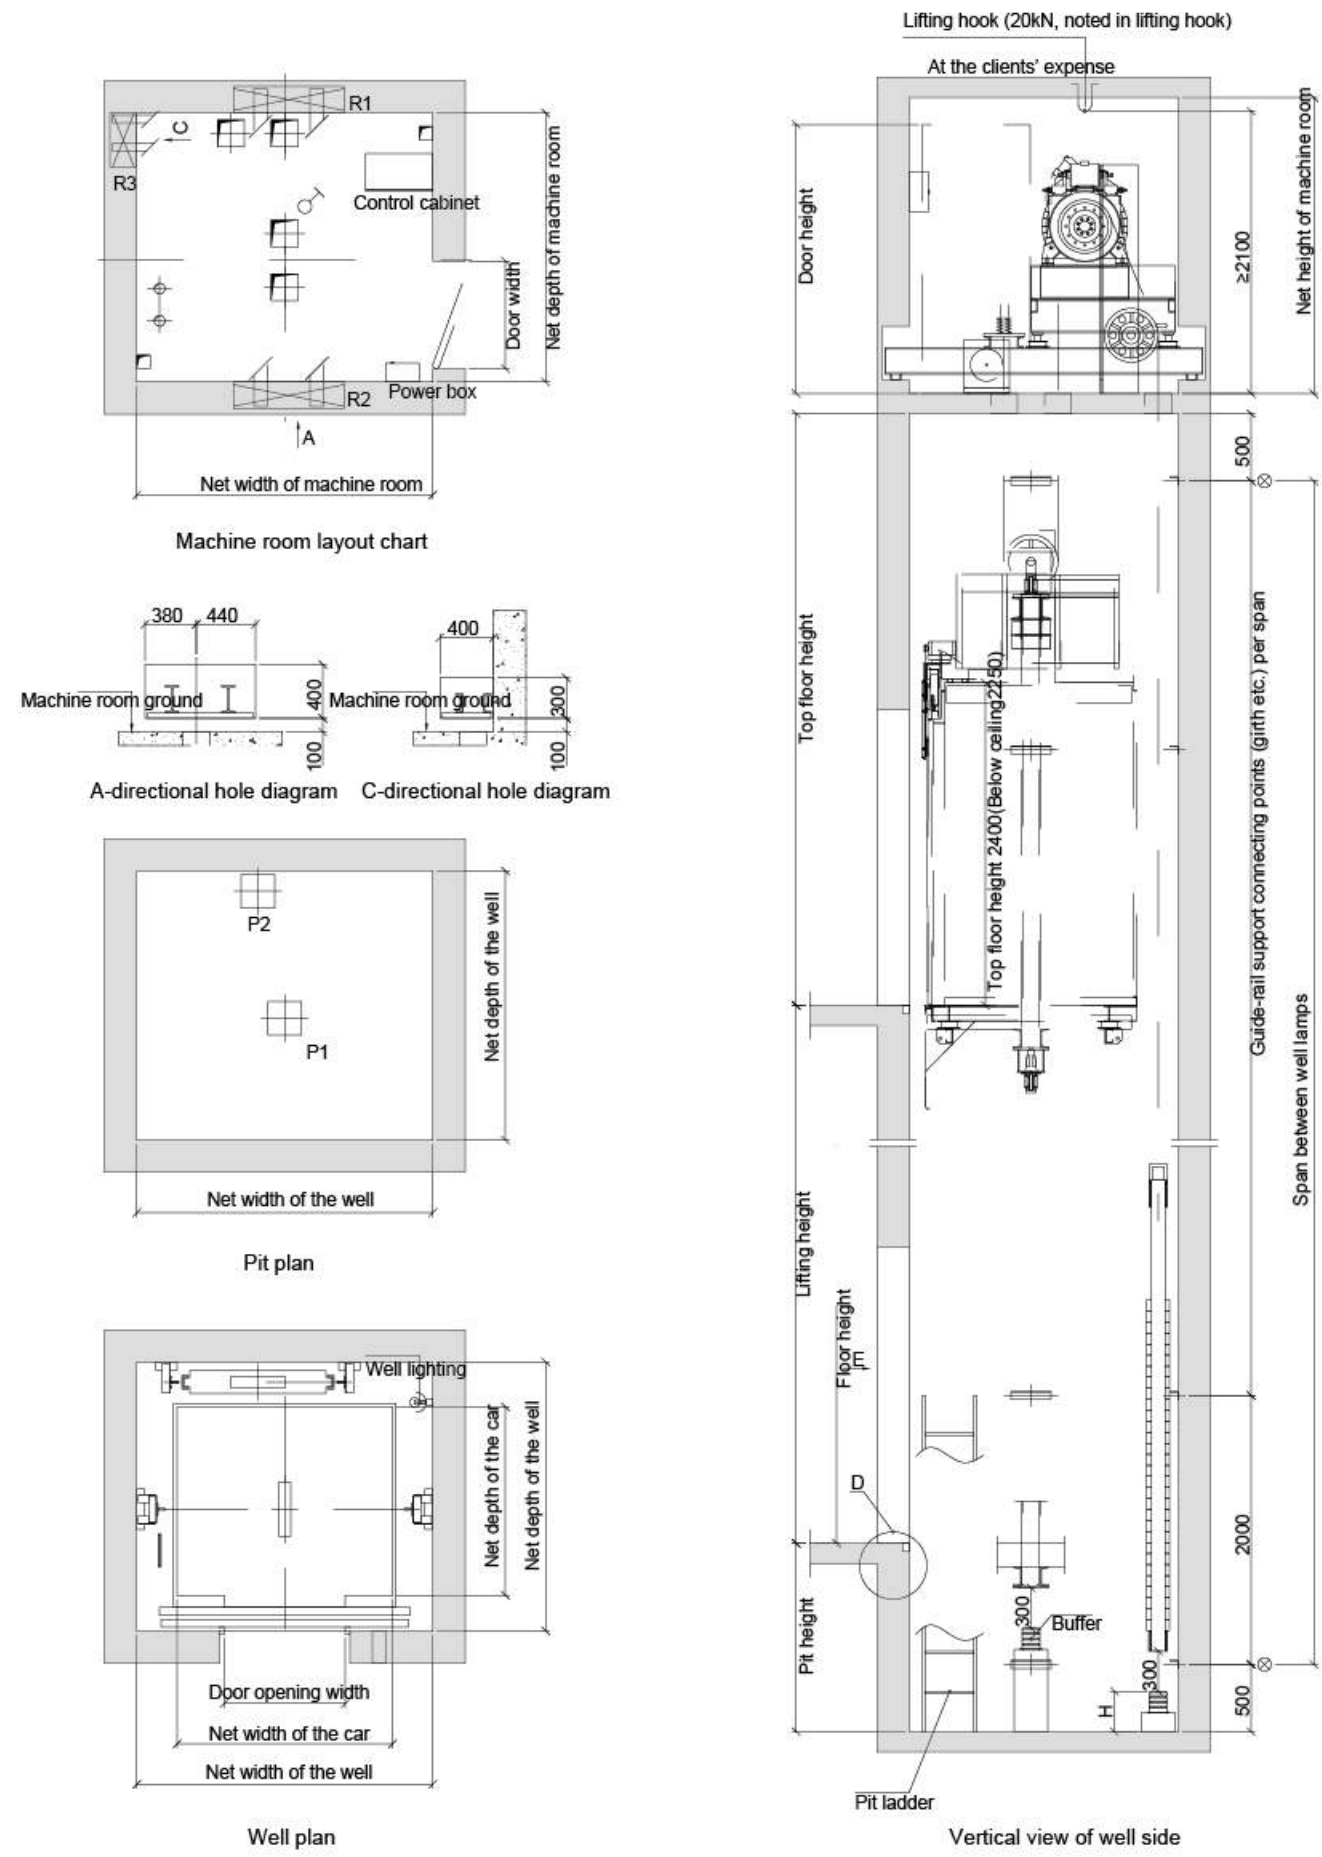 R1
C
R3
Control cabinet
Door width
Net depth of machine room
Power box
R2
A
Net width of machine room
Machine room layout chart
380
440
Machine room ground
400
100
A-directional hole diagram
400
Machine room ground
300
100
C-directional hole diagram
P2
P1
Net depth of the well
Net width of the well
Pit plan
Well lighting
Net depth of the car
Net depth of the well
Door opening width
Net width of the car
Net width of the well
Well plan
Lifting hook (20kN, noted in lifting hook)
At the clients' expense
Door height
≥2100
Net height of machine room
500
Top floor height
Top floor height 2400(Below ceiling2250)
Guide-rail support connecting points (girth etc.) per span
Span between well lamps
Lifting height
Floor height
E
D
2000
300
Buffer
Pit height
300
H
500
Pit ladder
Vertical view of well side